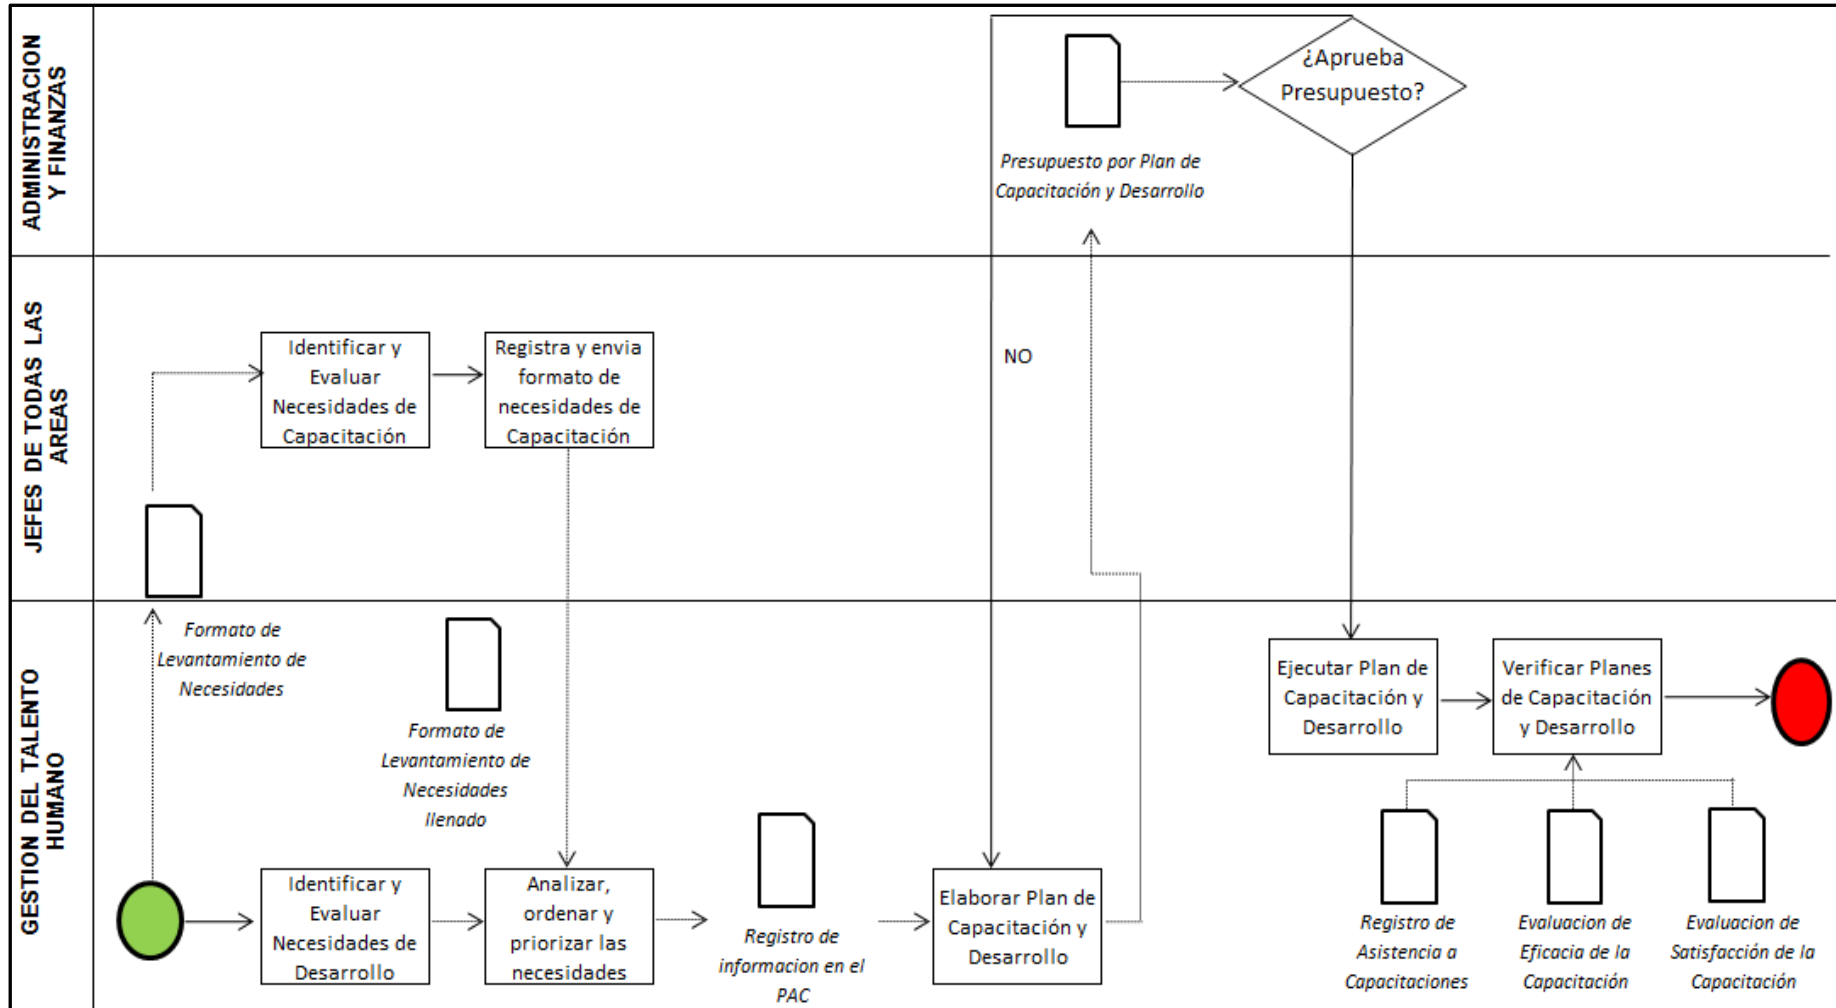 ADMINISTRACION
Y FINANZAS
¿Aprueba
Presupuesto?
Presupuesto por Plan de
Capacitación y Desarrollo
JEFES DE TODAS LAS
AREAS
Identificar y
Evaluar
Necesidades de
Capacitación
Registra y envia
formato de
necesidades de
Capacitación
NO
GESTION DEL TALENTO
HUMANO
Formato de
Levantamiento de
Necesidades
Formato de
Levantamiento de
Necesidades
llenado
Identificar y
Evaluar
Necesidades de
Desarrollo
Analizar,
ordenar y
priorizar las
necesidades
Registro de
informacion en el
PAC
Elaborar Plan de
Capacitación y
Desarrollo
Ejecutar Plan de
Capacitación y
Desarrollo
Verificar Planes
de Capacitación
y Desarrollo
Registro de
Asistencia a
Capacitaciones
Evaluacion de
Eficacia de la
Capacitación
Evaluacion de
Satisfacción de la
Capacitación